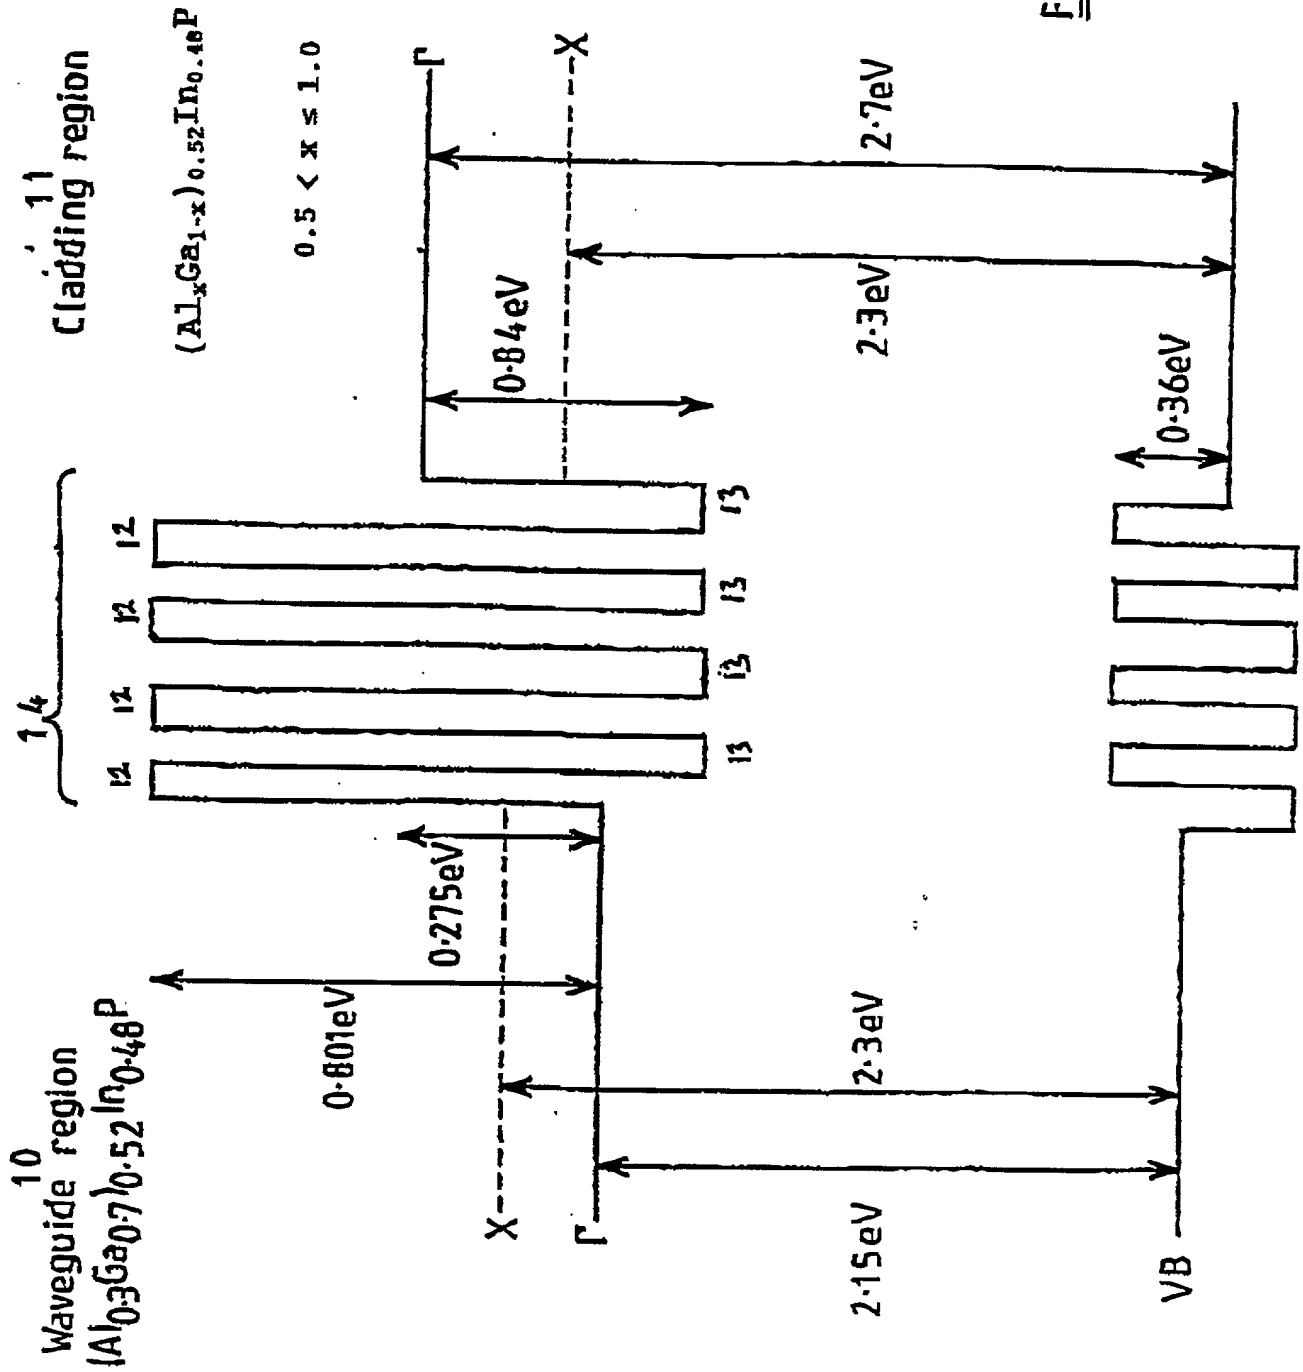 10
Waveguide region
(Al0.3Ga0.7)0.52In0.48P
14
11
Cladding region
(AlxGa1-x)0.52In0.48P
0.5 < x ≤ 1.0
12
12
12
12
0.801eV
0.275eV
0.84eV
X
Γ
Γ
X
13
13
13
13
2.15eV
2.3eV
2.3eV
2.7eV
0.36eV
VB